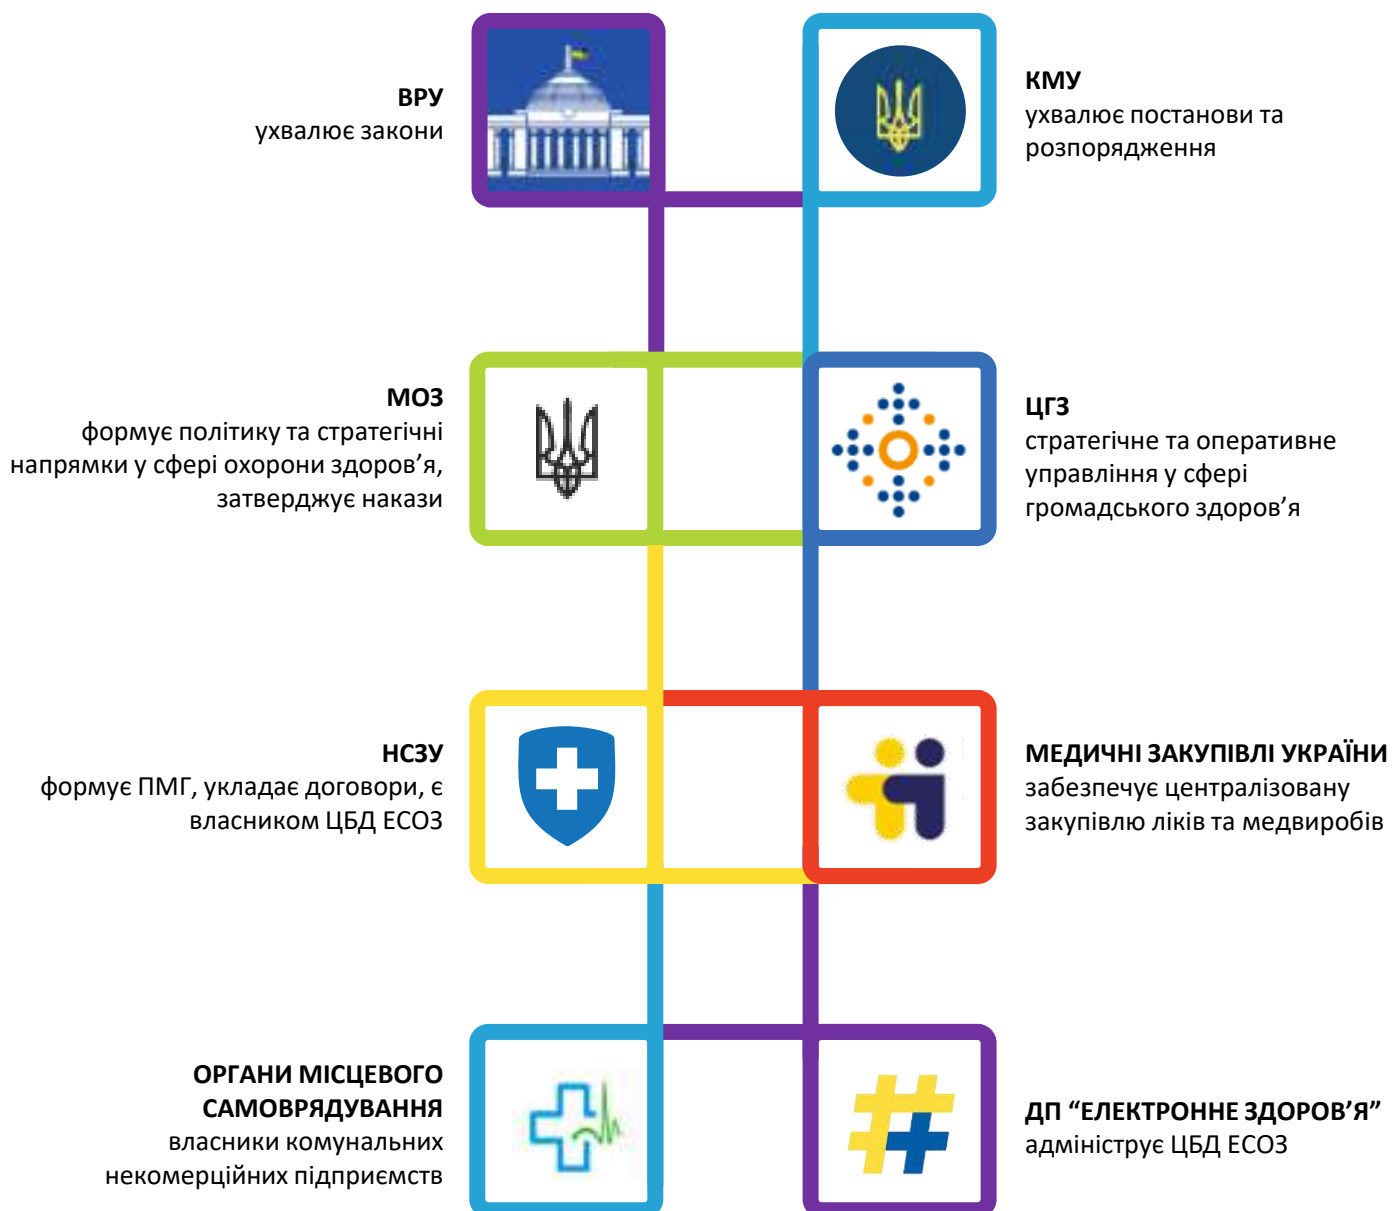 ВРУ
ухвалює закони
КМУ
ухвалює постанови та
розпорядження
МОЗ
формує політику та стратегічні
напрямки у сфері охорони здоров’я,
затверджує накази
ЦГЗ
стратегічне та оперативне
управління у сфері
громадського здоров’я
НСЗУ
формує ПМГ, укладає договори, є
власником ЦБД ЕСОЗ
МЕДИЧНІ ЗАКУПІВЛІ УКРАЇНИ
забезпечує централізовану
закупівлю ліків та медвиробів
ОРГАНИ МІСЦЕВОГО
САМОВРЯДУВАННЯ
власники комунальних
некомерційних підприємств
ДП “ЕЛЕКТРОННЕ ЗДОРОВ’Я”
адмініструє ЦБД ЕСОЗ